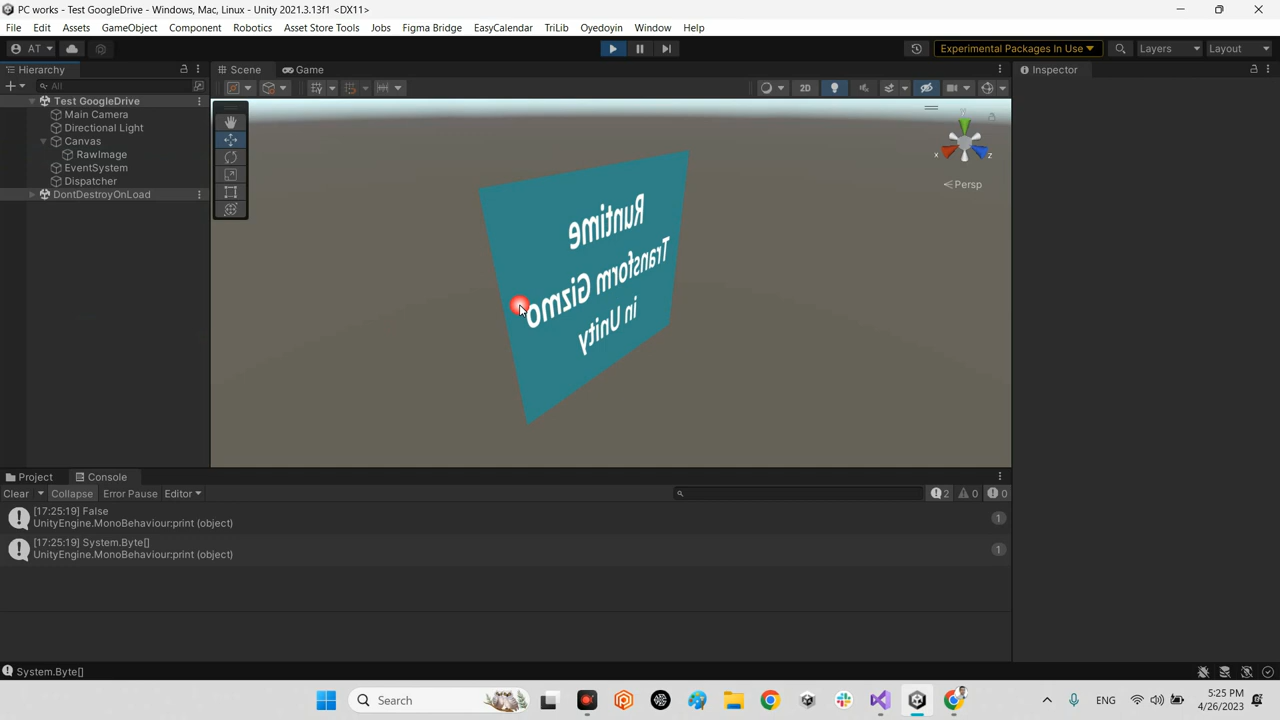 PC works - Test GoogleDrive - Windows, Mac, Linux - Unity 2021.3.13f1 <DX11>
File Edit Assets GameObject Component Robotics Asset Store Tools Jobs Figma Bridge EasyCalendar TriLib Oyedoyin Window Help
AT Experimental Packages In Use Layers Layout
Hierarchy Scene Game Inspector
All 2D
Test GoogleDrive
Main Camera
Directional Light
Canvas
RawImage
EventSystem
Dispatcher
DontDestroyOnLoad
y
x z
Persp
Runtime
Transform Gizmo
in Unity
Project Console
Clear Collapse Error Pause Editor 2 0 0
[17:25:19] False
UnityEngine.MonoBehaviour:print (object)
1
[17:25:19] System.Byte[]
UnityEngine.MonoBehaviour:print (object)
1
System.Byte[]
Search
ENG
5:25 PM
4/26/2023